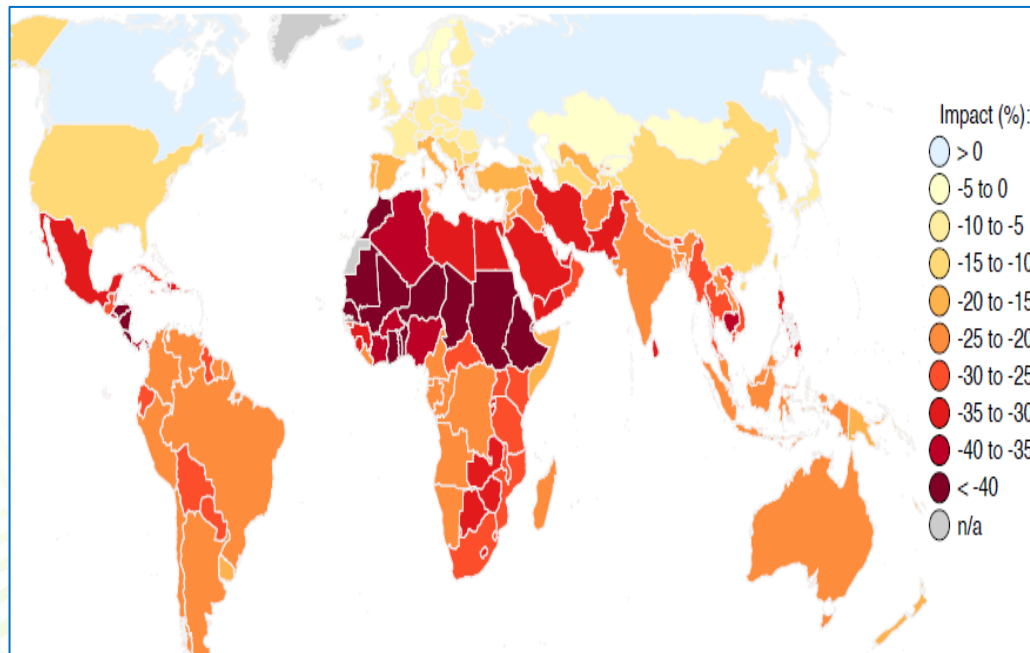 Impact (%):
> 0
-5 to 0
-10 to -5
-15 to -10
-20 to -15
-25 to -20
-30 to -25
-35 to -30
-40 to -35
< -40
n/a